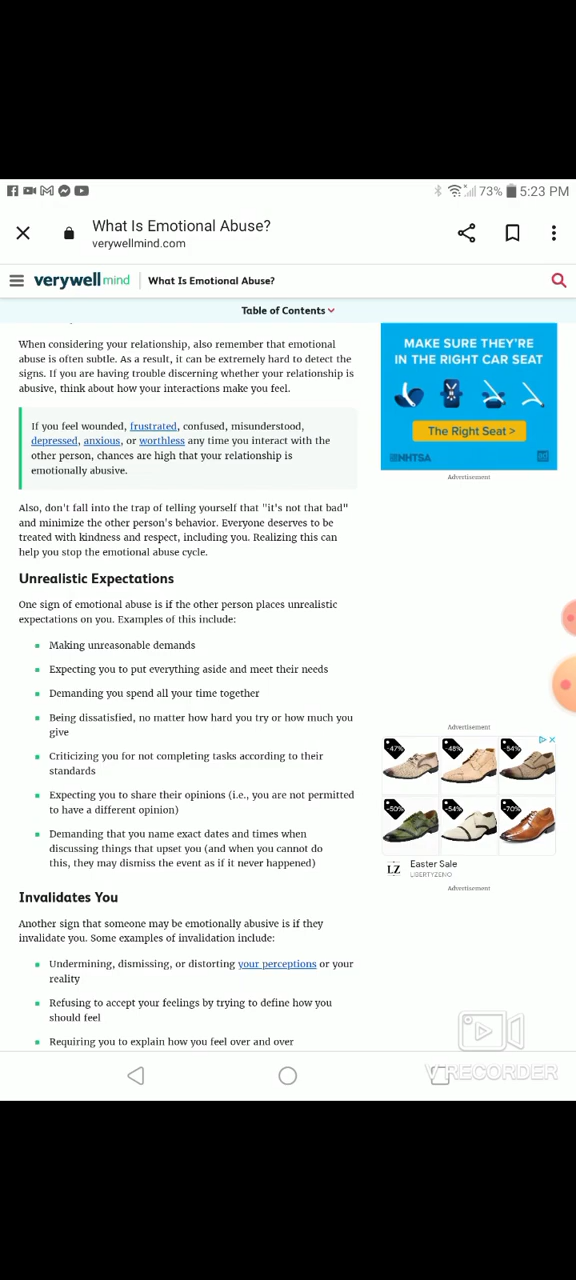 73% 5:23 PM
What Is Emotional Abuse?
verywellmind.com
verywell mind What Is Emotional Abuse?
Table of Contents
When considering your relationship, also remember that emotional
abuse is often subtle. As a result, it can be extremely hard to detect the
signs. If you are having trouble discerning whether your relationship is
abusive, think about how your interactions make you feel.
If you feel wounded, frustrated, confused, misunderstood,
depressed, anxious, or worthless any time you interact with the
other person, chances are high that your relationship is
emotionally abusive.
Also, don't fall into the trap of telling yourself that "it's not that bad"
and minimize the other person's behavior. Everyone deserves to be
treated with kindness and respect, including you. Realizing this can
help you stop the emotional abuse cycle.
Unrealistic Expectations
One sign of emotional abuse is if the other person places unrealistic
expectations on you. Examples of this include:
Making unreasonable demands
Expecting you to put everything aside and meet their needs
Demanding you spend all your time together
Being dissatisfied, no matter how hard you try or how much you
give
Criticizing you for not completing tasks according to their
standards
Expecting you to share their opinions (i.e., you are not permitted
to have a different opinion)
Demanding that you name exact dates and times when
discussing things that upset you (and when you cannot do
this, they may dismiss the event as if it never happened)
Invalidates You
Another sign that someone may be emotionally abusive is if they
invalidate you. Some examples of invalidation include:
Undermining, dismissing, or distorting your perceptions or your
reality
Refusing to accept your feelings by trying to define how you
should feel
Requiring you to explain how you feel over and over
MAKE SURE THEY'RE
IN THE RIGHT CAR SEAT
The Right Seat >
NHTSA
Advertisement
Advertisement
-47% -48% -54%
-50% -54% -70%
LZ Easter Sale
LIBERTYZENO
Advertisement
V RECORDER